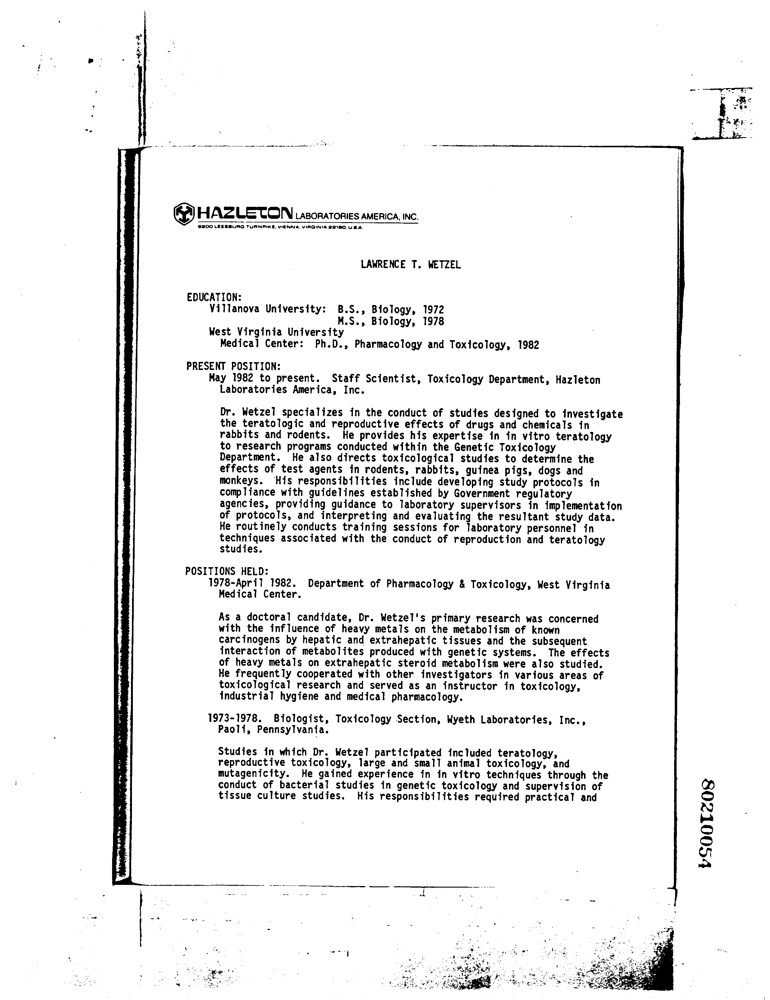 HAZLETON LABORATORIES AMERICA, INC.
9200 LEESBURG TURNPIKE, VIENNA, VIRGINIA 22180, U.S.A.
LAWRENCE T. WETZEL
EDUCATION:
Villanova University: B.S., Biology, 1972
M.S., Biology, 1978
West Virginia University
Medical Center: Ph.D., Pharmacology and Toxicology, 1982
PRESENT POSITION:
May 1982 to present. Staff Scientist, Toxicology Department, Hazleton
Laboratories America, Inc.
Dr. Wetzel specializes in the conduct of studies designed to investigate
the teratologic and reproductive effects of drugs and chemicals in
rabbits and rodents. He provides his expertise in in vitro teratology
to research programs conducted within the Genetic Toxicology
Department. He also directs toxicological studies to determine the
effects of test agents in rodents, rabbits, guinea pigs, dogs and
monkeys. His responsibilities include developing study protocols in
compliance with guidelines established by Government regulatory
agencies, providing guidance to laboratory supervisors in implementation
of protocols, and interpreting and evaluating the resultant study data.
He routinely conducts training sessions for laboratory personnel in
techniques associated with the conduct of reproduction and teratology
studies.
POSITIONS HELD:
1978-April 1982. Department of Pharmacology & Toxicology, West Virginia
Medical Center.
As a doctoral candidate, Dr. Wetzel's primary research was concerned
with the influence of heavy metals on the metabolism of known
carcinogens by hepatic and extrahepatic tissues and the subsequent
interaction of metabolites produced with genetic systems. The effects
of heavy metals on extrahepatic steroid metabolism were also studied.
He frequently cooperated with other investigators in various areas of
toxicological research and served as an instructor in toxicology,
industrial hygiene and medical pharmacology.
1973-1978. Biologist, Toxicology Section, Wyeth Laboratories, Inc.,
Paoli, Pennsylvania.
Studies in which Dr. Wetzel participated included teratology,
reproductive toxicology, large and small animal toxicology, and
mutagenicity. He gained experience in in vitro techniques through the
conduct of bacterial studies in genetic toxicology and supervision of
tissue culture studies. His responsibilities required practical and
80210054